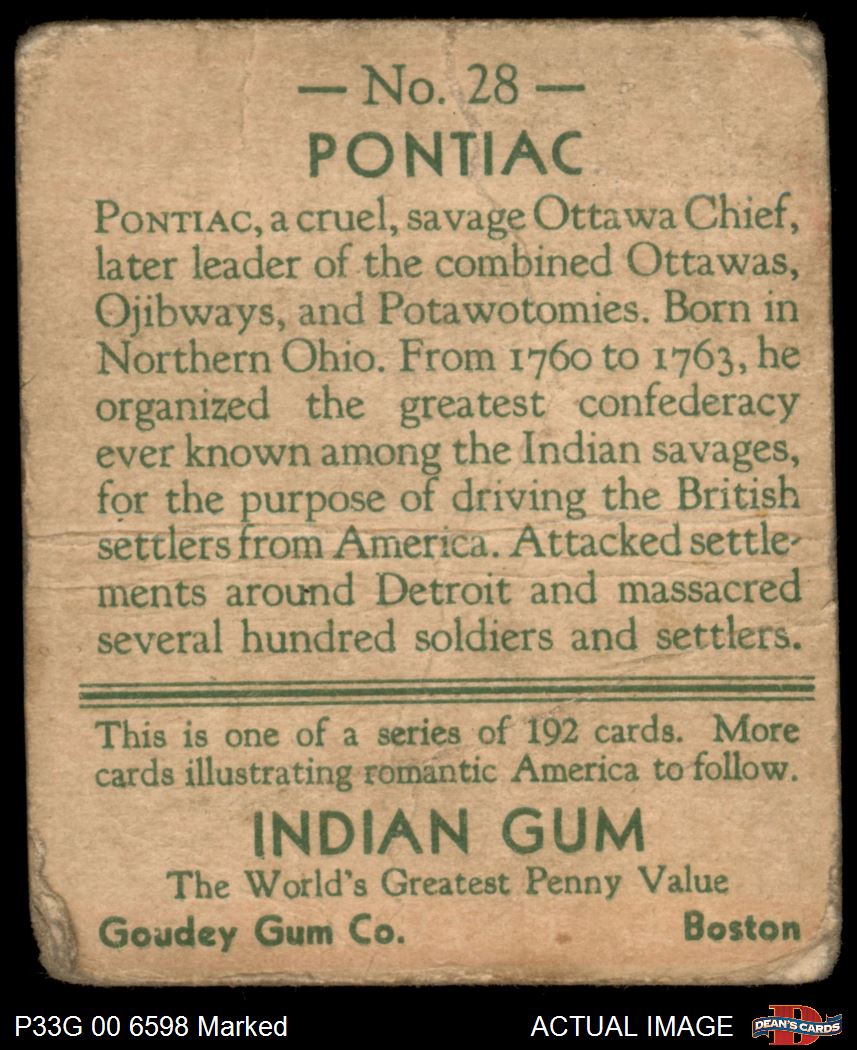 — No. 28 —
PONTIAC
PONTIAC, a cruel, savage Ottawa Chief,
later leader of the combined Ottawas,
Ojibways, and Potawotomies. Born in
Northern Ohio. From 1760 to 1763, he
organized the greatest confederacy
ever known among the Indian savages,
for the purpose of driving the British
settlers from America. Attacked settle-
ments around Detroit and massacred
several hundred soldiers and settlers.
This is one of a series of 192 cards. More
cards illustrating romantic America to follow.
INDIAN GUM
The World's Greatest Penny Value
Goudey Gum Co. Boston
P33G 00 6598 Marked ACTUAL IMAGE D DEAN'S CARDS